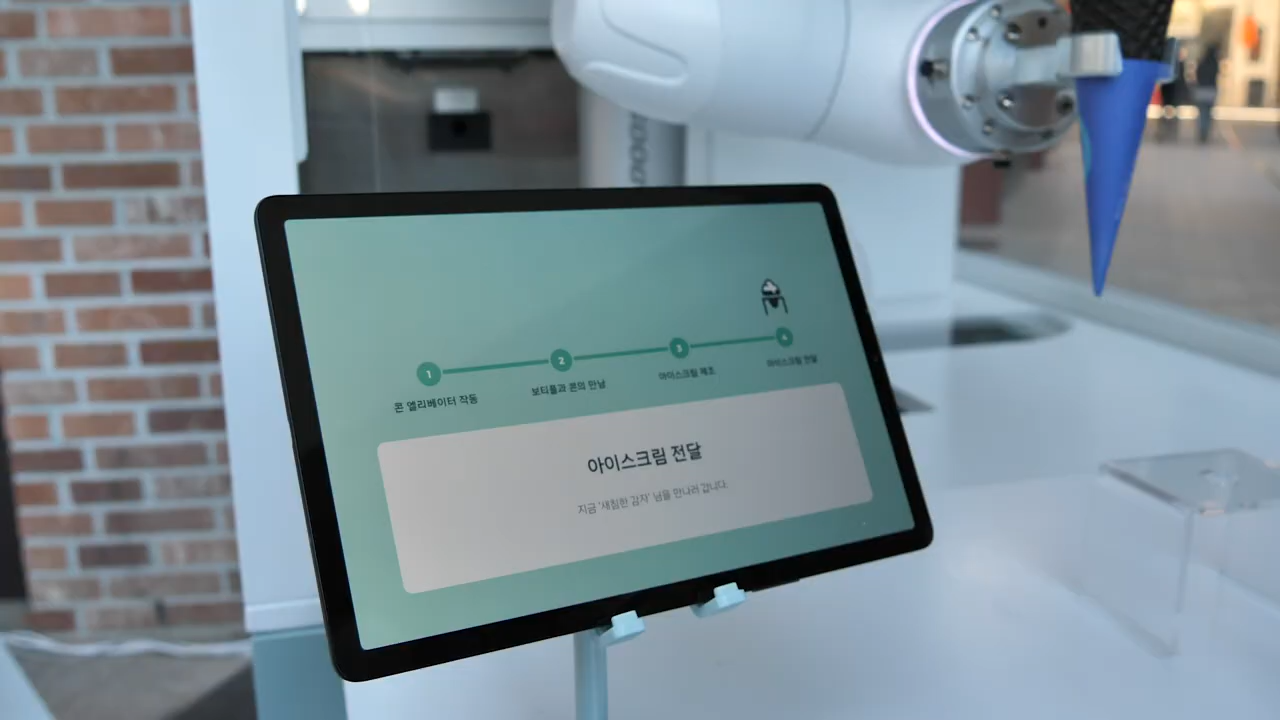 1
2
3
4
콘 엘리베이터 작동
보티플과 콘의 만남
아이스크림 제조
아이스크림 전달
아이스크림 전달
지금 '새침한 감자' 님을 만나러 갑니다.